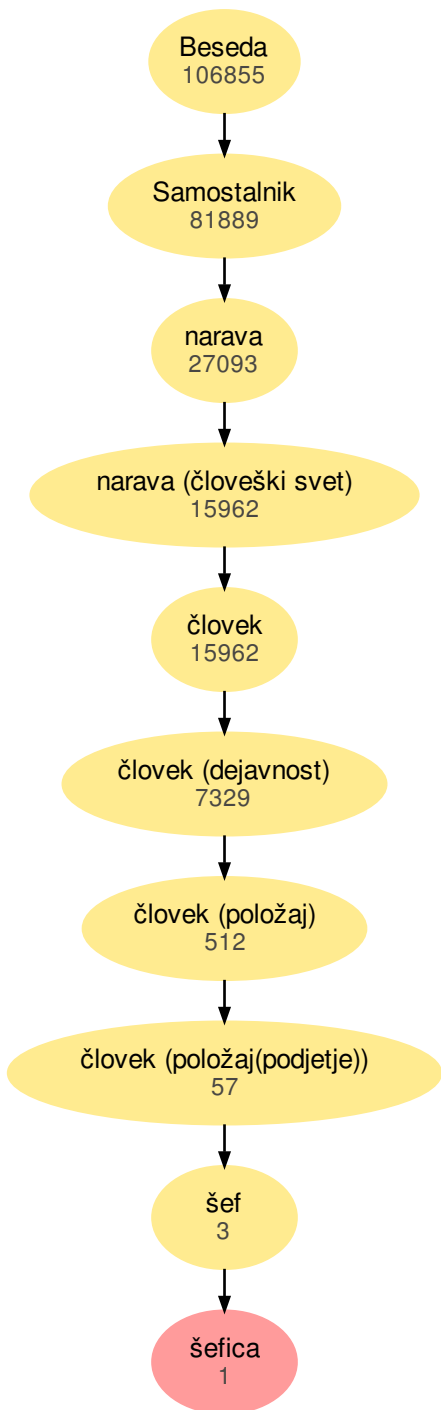 Beseda
106855
Samostalnik
81889
narava
27093
narava (človeški svet)
15962
človek
15962
človek (dejavnost)
7329
človek (položaj)
512
človek (položaj(podjetje))
57
šef
3
šefica
1